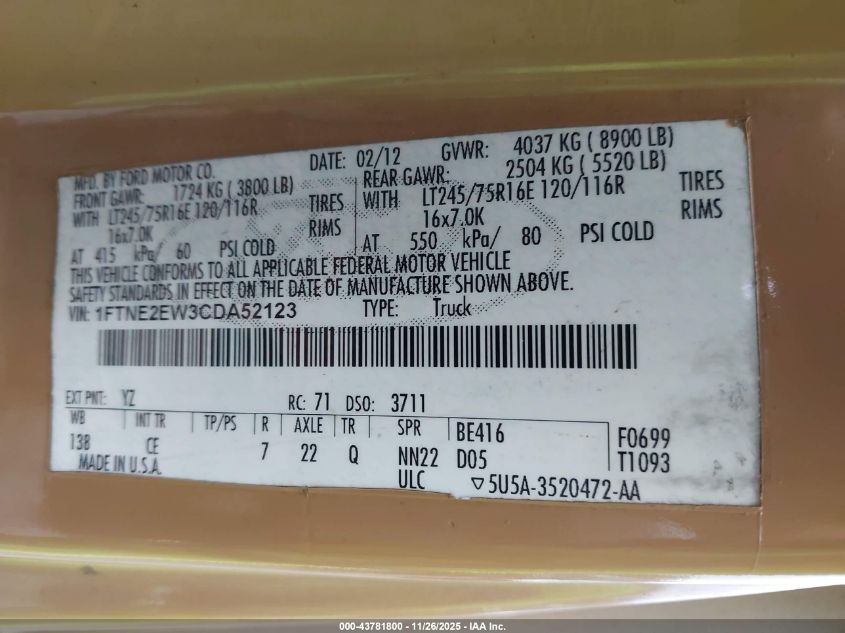 MFD. BY FORD MOTOR CO. DATE: 02/12 GVWR: 4037 KG ( 8900 LB)
FRONT GAWR: 1724 KG ( 3800 LB) REAR GAWR: 2504 KG ( 5520 LB)
WITH LT245/75R16E 120/116R TIRES WITH LT245/75R16E 120/116R TIRES
16x7.0K RIMS 16x7.0K RIMS
AT 415 kPa/ 60 PSI COLD AT 550 kPa/ 80 PSI COLD
THIS VEHICLE CONFORMS TO ALL APPLICABLE FEDERAL MOTOR VEHICLE
SAFETY STANDARDS IN EFFECT ON THE DATE OF MANUFACTURE SHOWN ABOVE.
VIN: 1FTNE2EW3CDA52123 TYPE: Truck
EXT PNT: YZ RC: 71 DSO: 3711
WB INT TR TP/PS R AXLE TR SPR BE416 F0699
138 CE 7 22 Q NN22 D05 T1093
MADE IN U.S.A. ULC ▽5U5A-3520472-AA
000-43781800 - 11/26/2025 - IAA Inc.